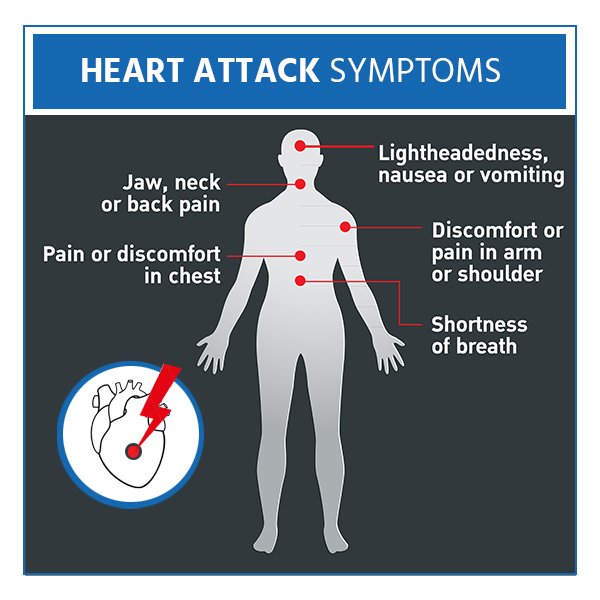 HEART ATTACK SYMPTOMS
Lightheadedness,
nausea or vomiting
Jaw, neck
or back pain
Discomfort or
pain in arm
or shoulder
Pain or discomfort
in chest
Shortness
of breath